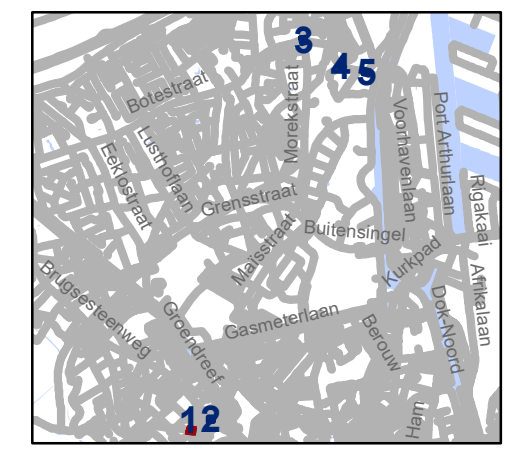 3
4
5
Botestraat
Morekstraat
Voorhavenlaan
Port Arthurlaan
Lusthoflaan
Eeklostraat
Grensstraat
Rigakaai
Buitensingel
Maïsstraat
Kurkpad
Afrikalaan
Brugsesteenweg
Groendreef
Gasmeterlaan
Berouw
Dok-Noord
Ham
1
2